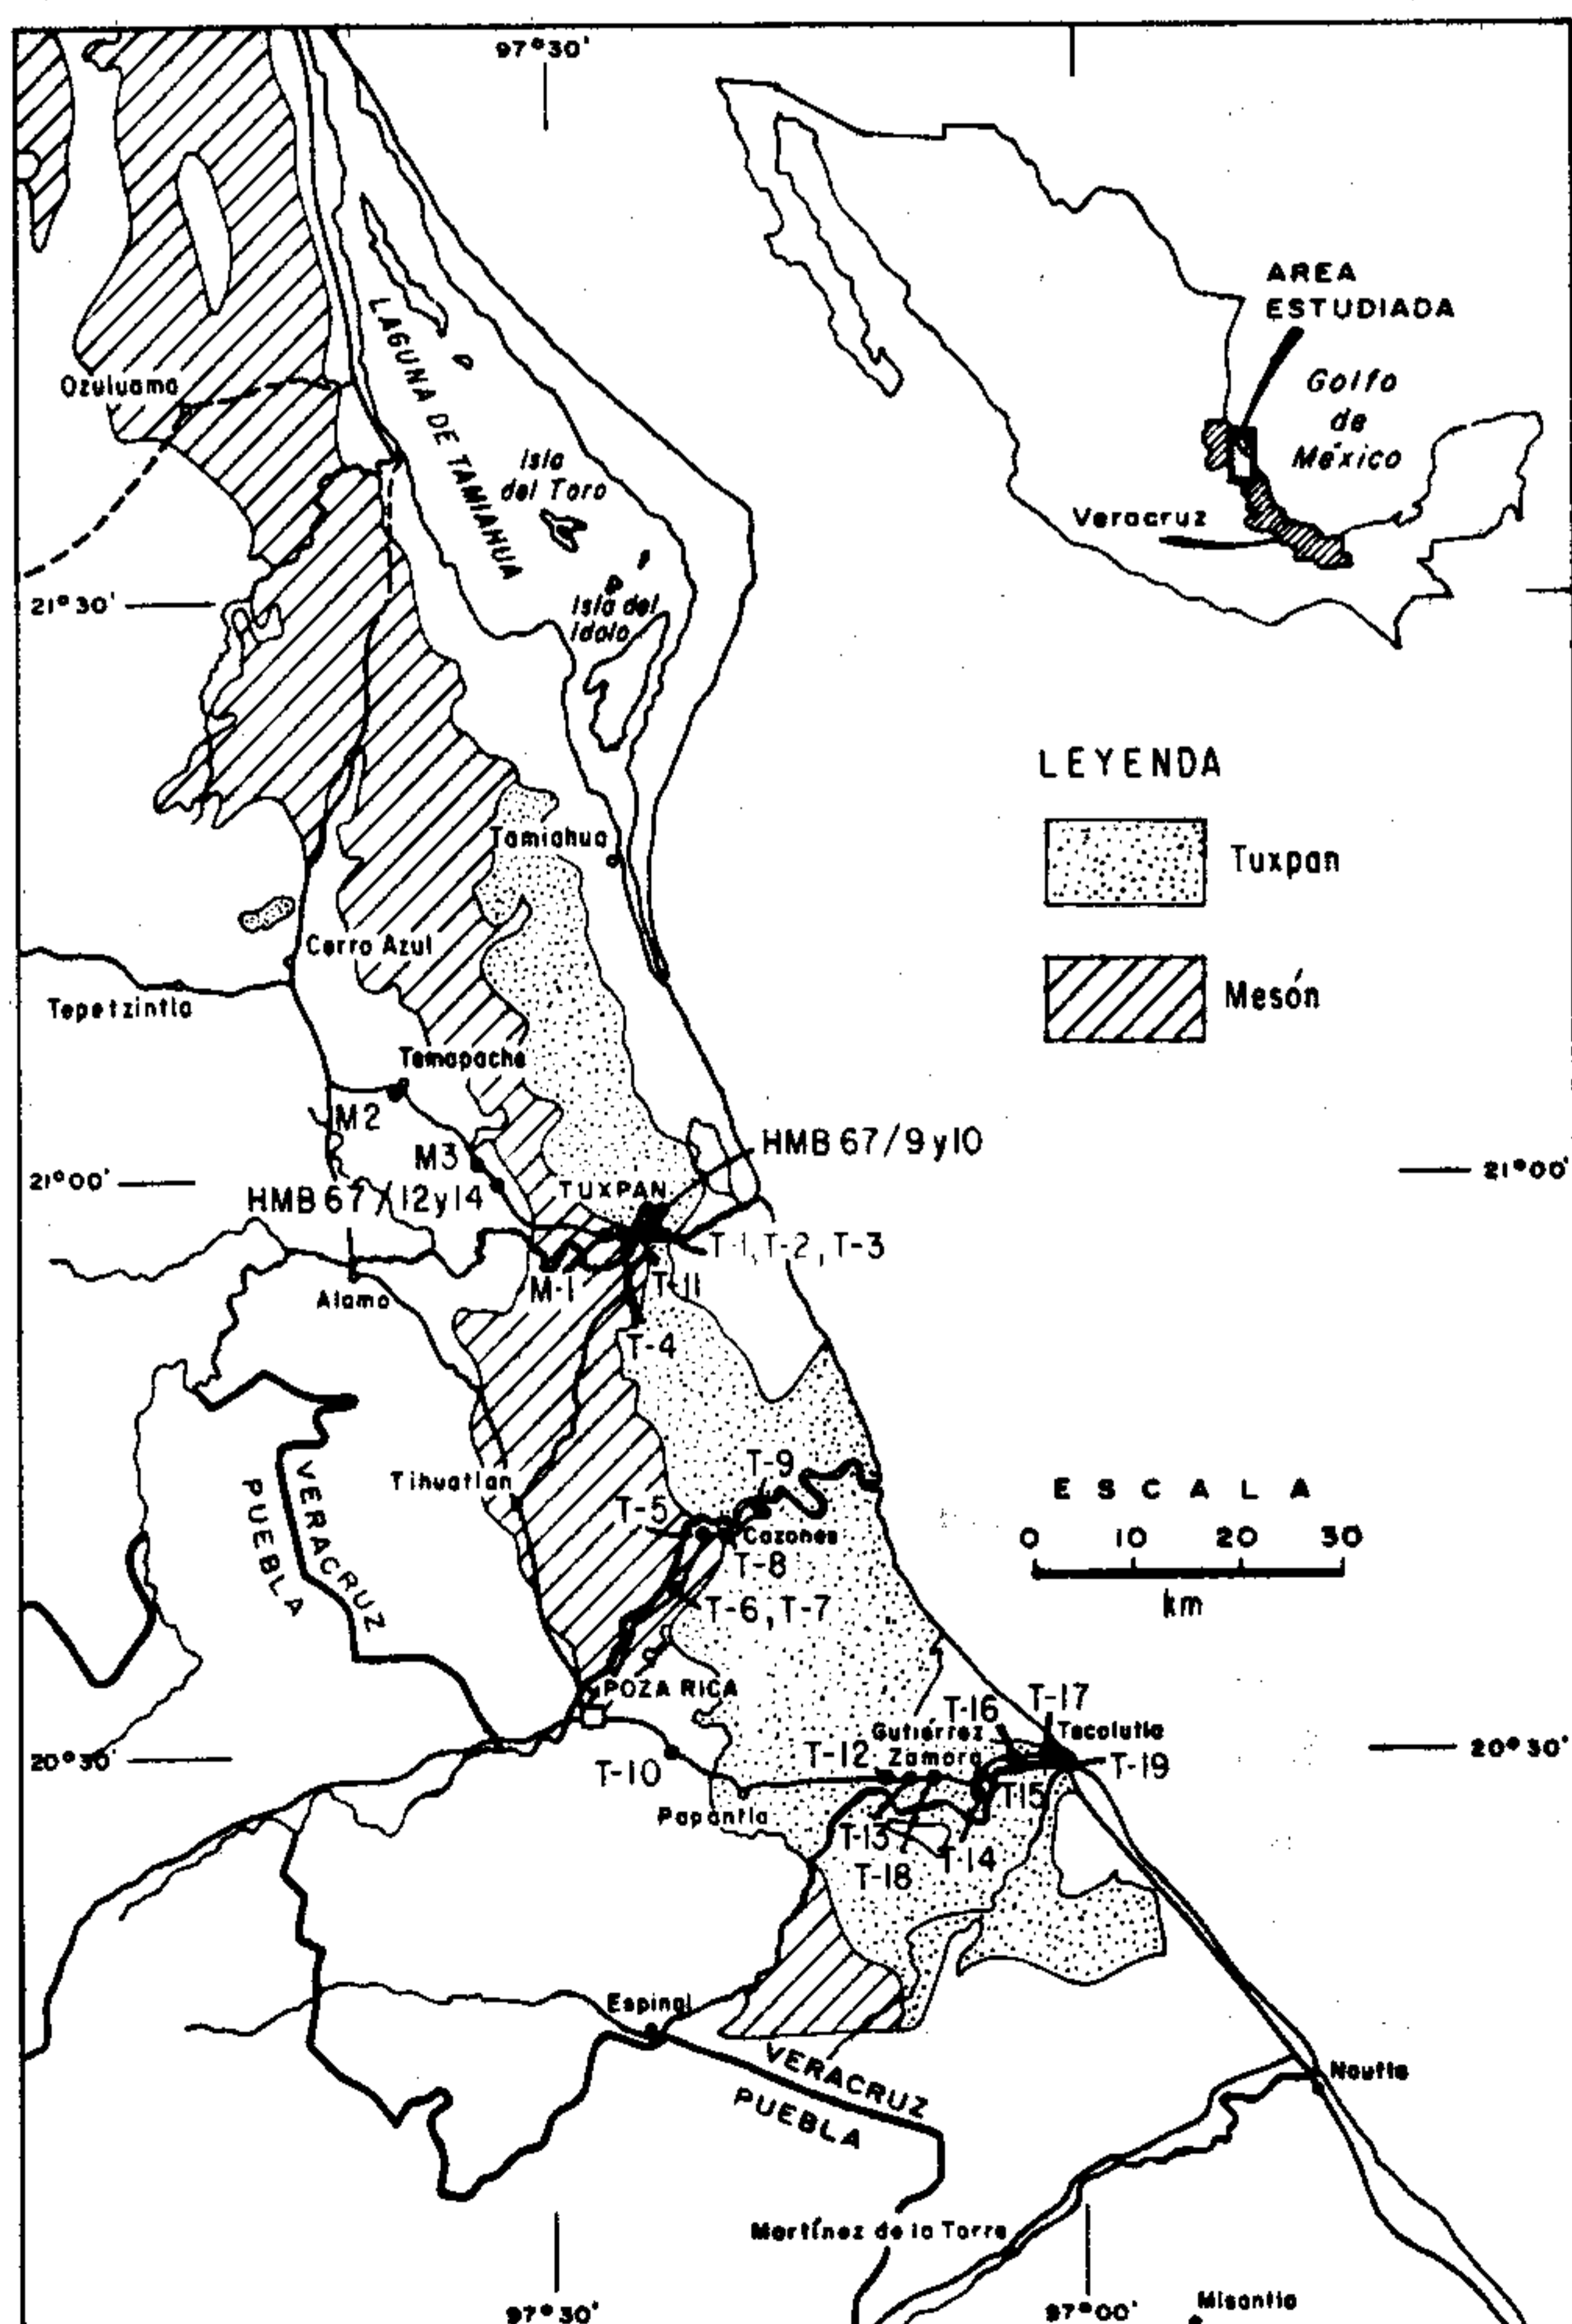 97°30'
AREA
ESTUDIADA
Golfo
de
México
Veracruz
Ozuluama
LAGUNA DE TAMIAHUA
Isla
del Toro
Isla del
Idolo
21°30'
LEYENDA
Tuxpan
Mesón
Tamiahua
Cerro Azul
Tepetzintla
Temapache
M2
M3
HMB 67/9 y10
21°00'
21°00'
HMB 67/12y14
TUXPAN
T-1, T-2, T-3
M-1
T-11
Alamo
T-4
VERACRUZ
PUEBLA
Tihuatlan
T-9
T-5
Cazones
T-8
T-6, T-7
ESCALA
0 10 20 30
km
POZA RICA
T-10
T-16
T-17
Gutiérrez
Zamora
Tecolutla
T-12
T-19
T-15
20°30'
20°30'
Papantla
T-13
T-14
T-18
Espinal
VERACRUZ
PUEBLA
Nautla
Martínez de la Torre
Misantla
97°30'
97°00'